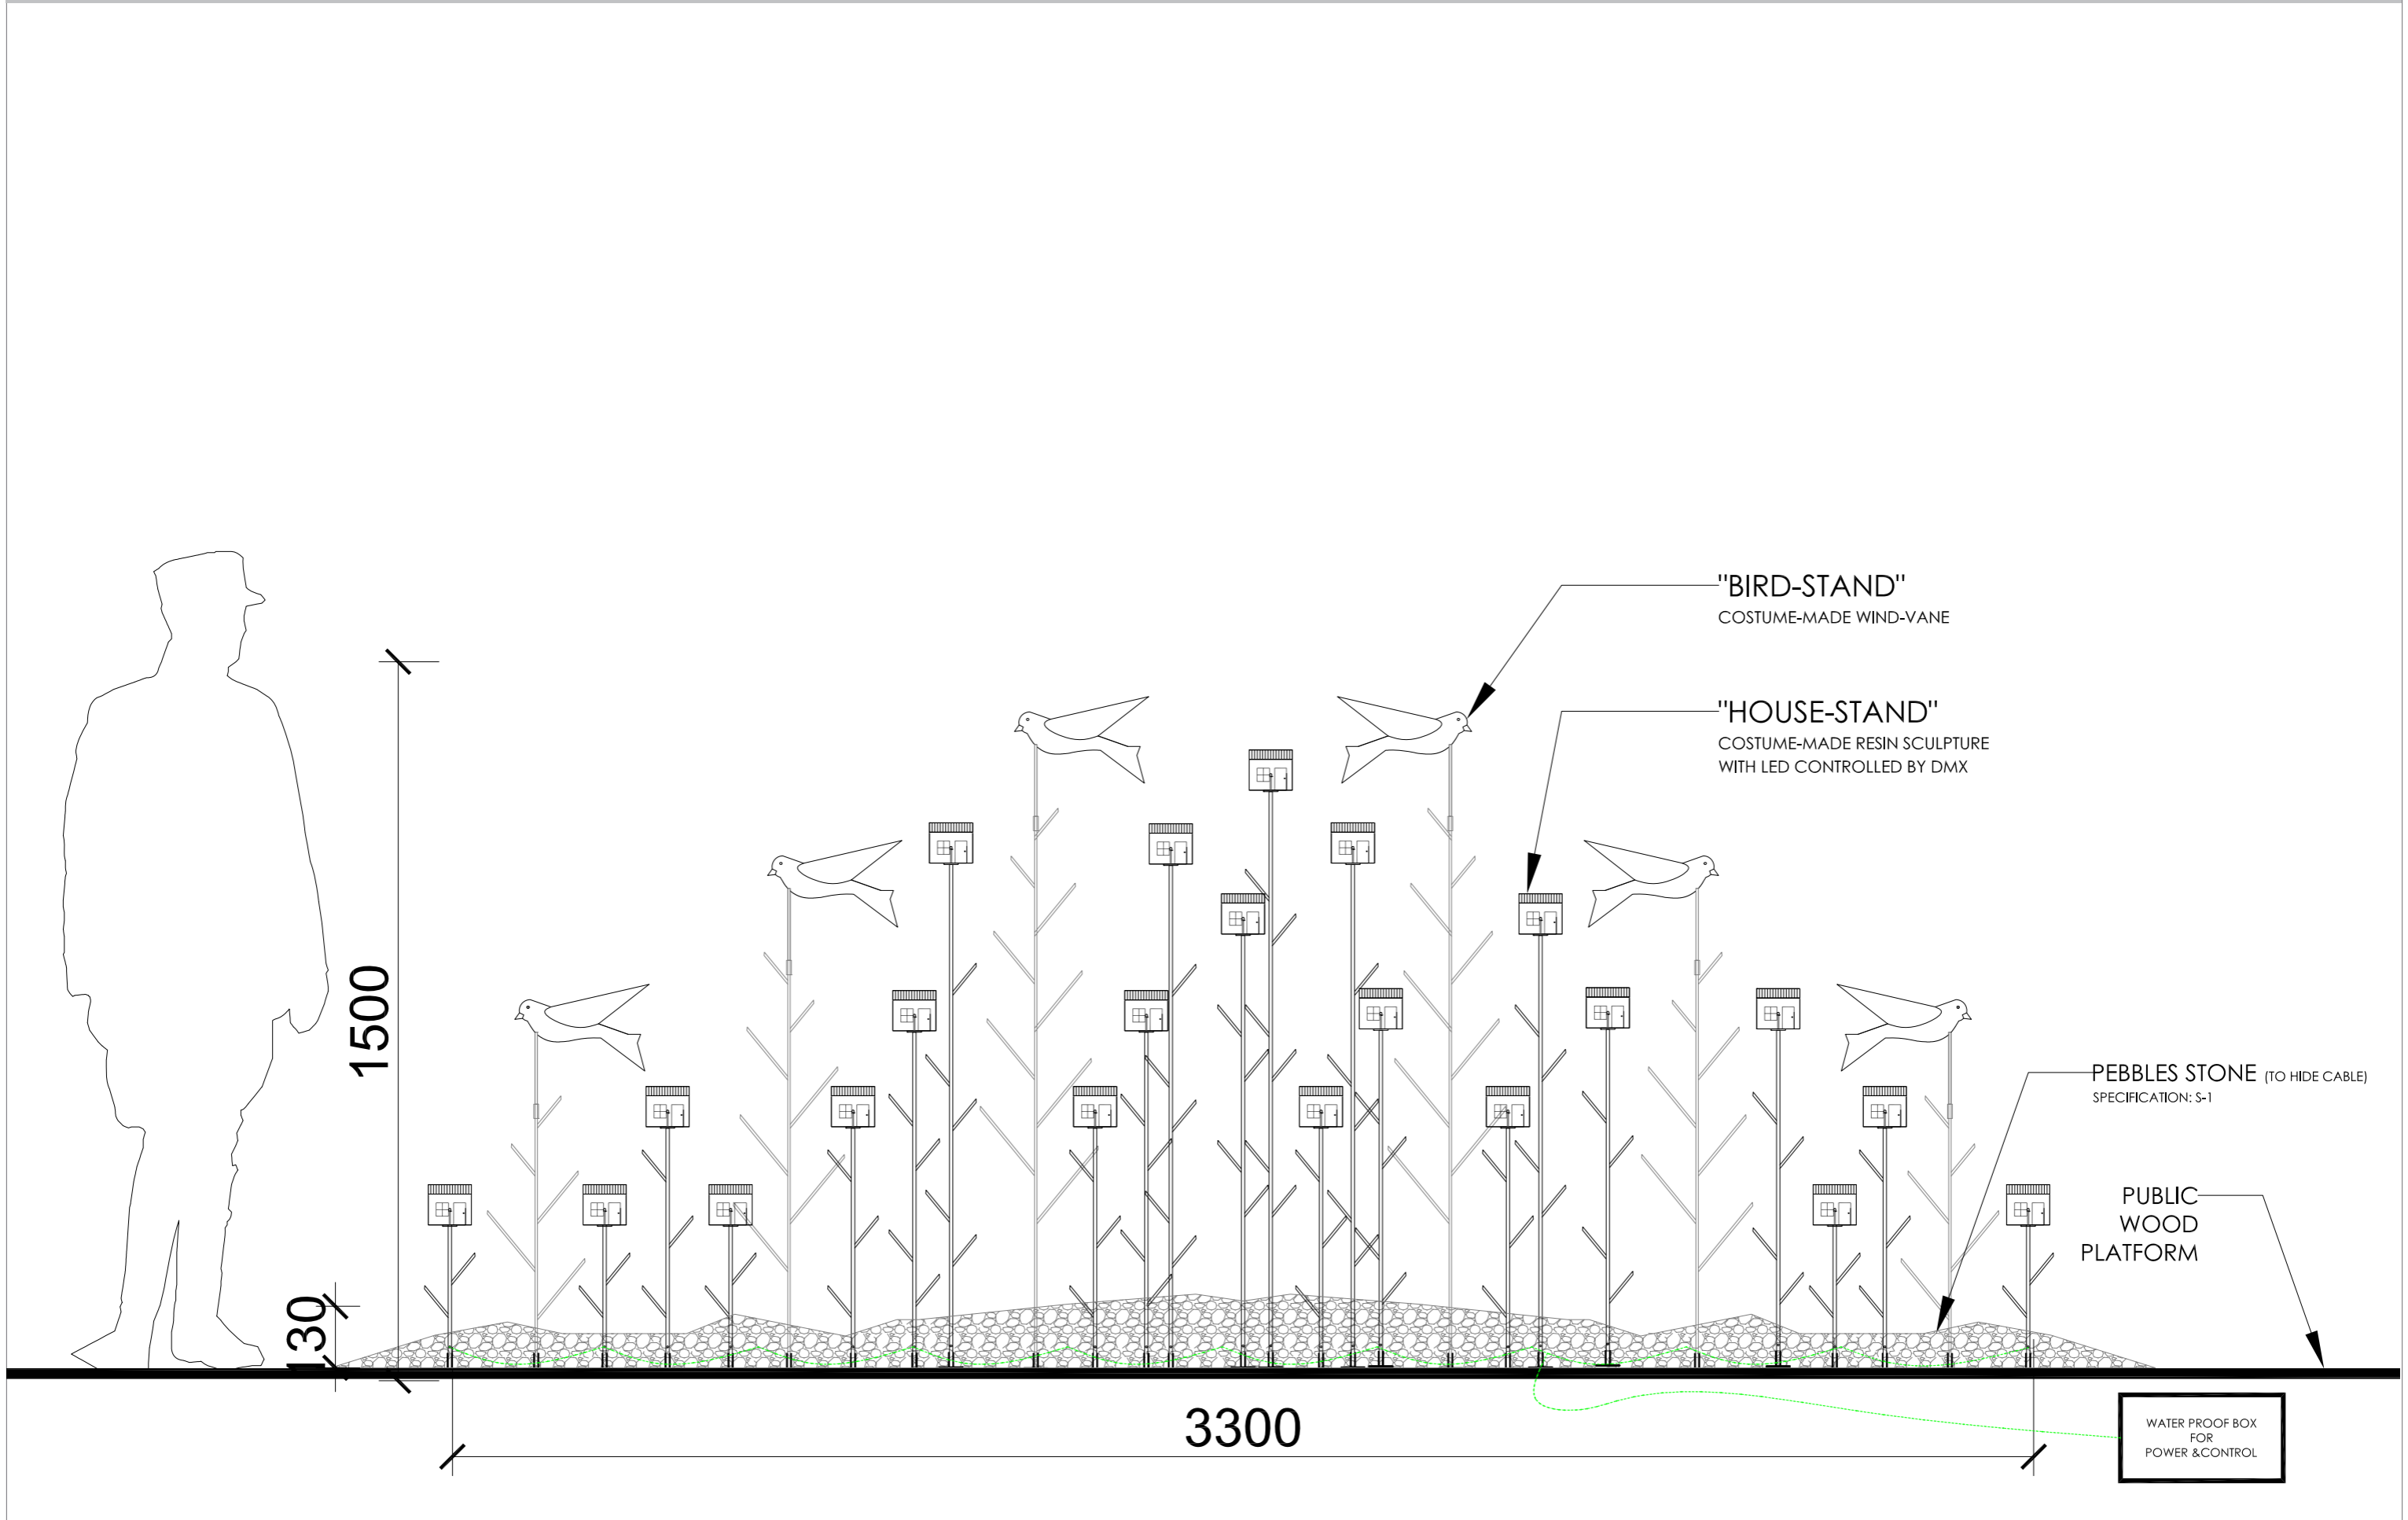 "BIRD-STAND"
COSTUME-MADE WIND-VANE
"HOUSE-STAND"
COSTUME-MADE RESIN SCULPTURE
WITH LED CONTROLLED BY DMX
1500
PEBBLES STONE (TO HIDE CABLE)
SPECIFICATION: S-1
PUBLIC
WOOD
PLATFORM
130
3300
WATER PROOF BOX
FOR
POWER &CONTROL